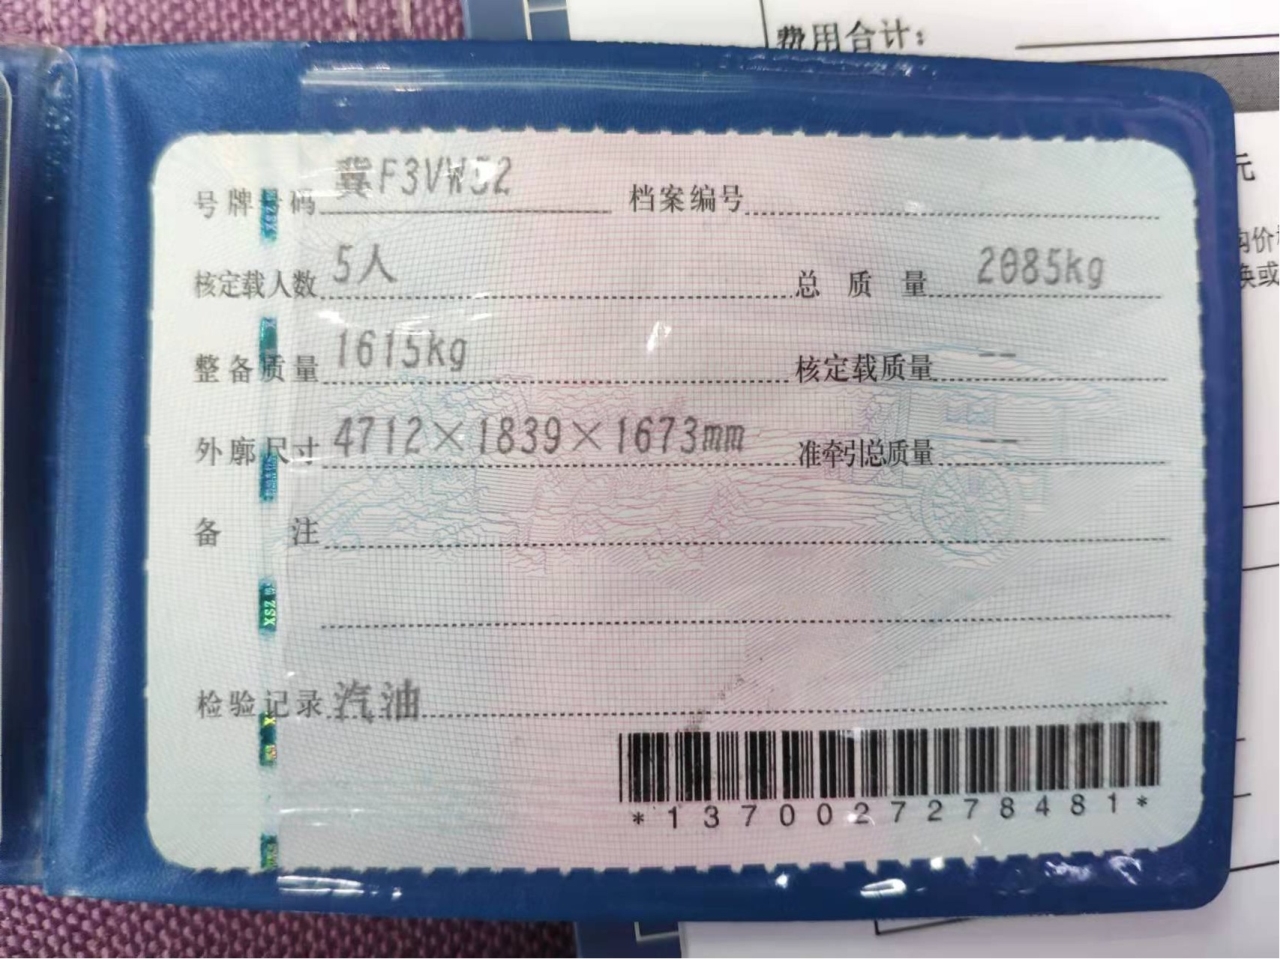 费用合计：
元
号牌号码 冀F3VW52 档案编号
核定载人数 5人 总质量 2085kg
整备质量 1615kg 核定载质量 --
外廓尺寸 4712×1839×1673mm 准牵引总质量 --
备注
检验记录 汽油
*1370027278481*